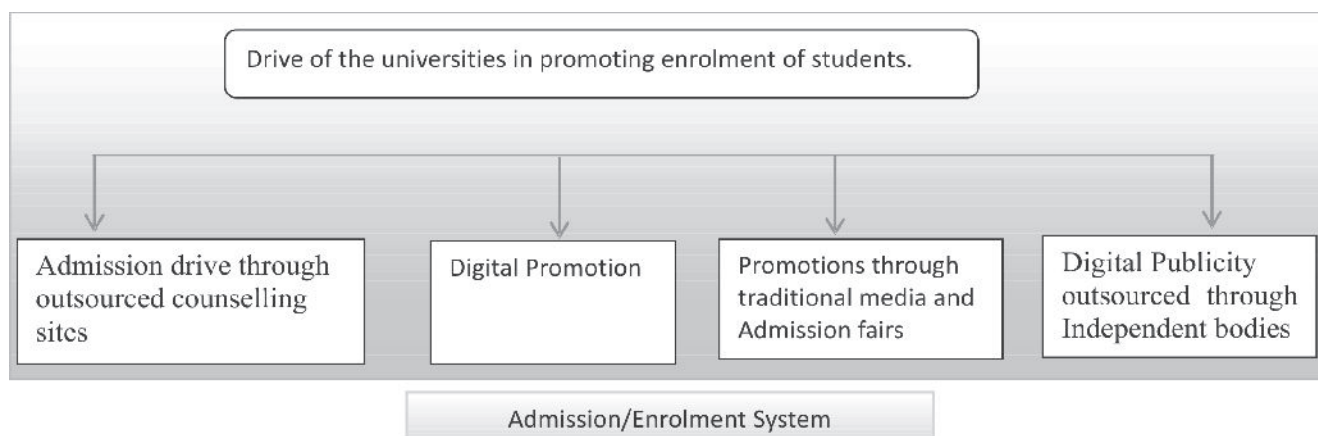 Drive of the universities in promoting enrolment of students.
Admission drive through
outsourced counselling
sites
Digital Promotion
Promotions through
traditional media and
Admission fairs
Digital Publicity
outsourced through
Independent bodies
Admission/Enrolment System